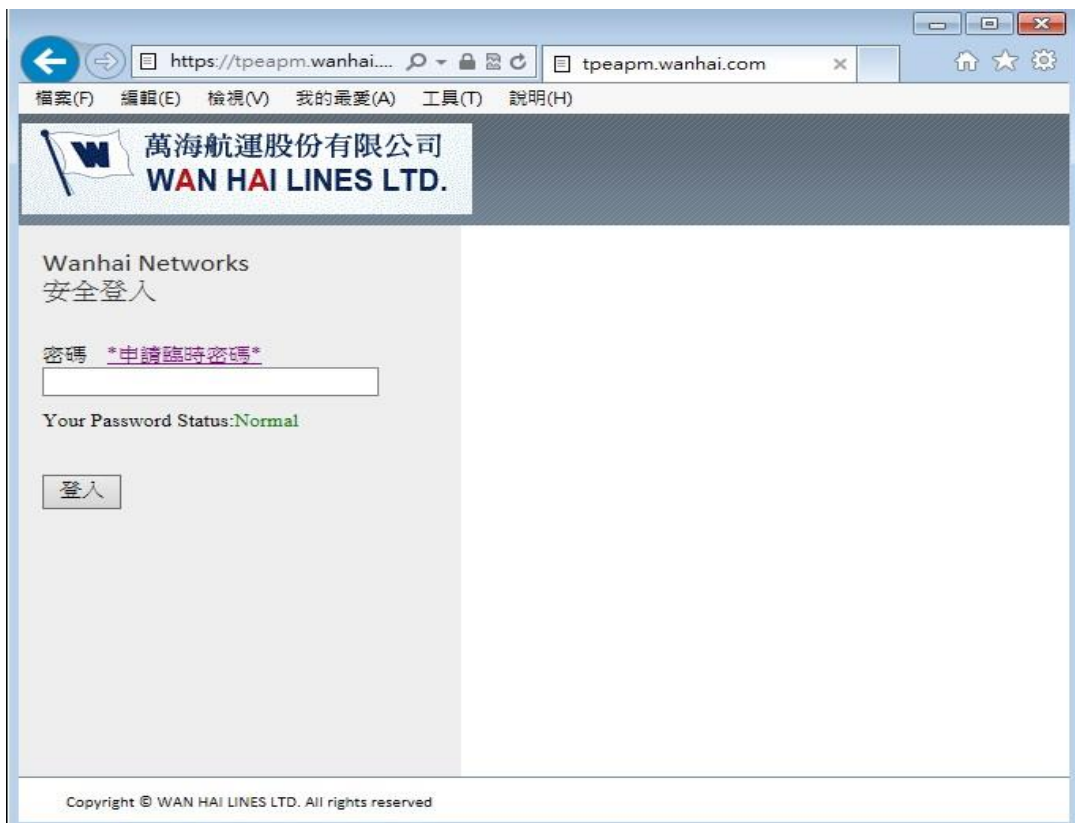 https://tpeapm.wanhai.... tpeapm.wanhai.com
檔案(F) 編輯(E) 檢視(V) 我的最愛(A) 工具(T) 說明(H)
W
萬海航運股份有限公司
WAN HAI LINES LTD.
Wanhai Networks
安全登入
密碼 *申請臨時密碼*
Your Password Status:Normal
登入
Copyright © WAN HAI LINES LTD. All rights reserved